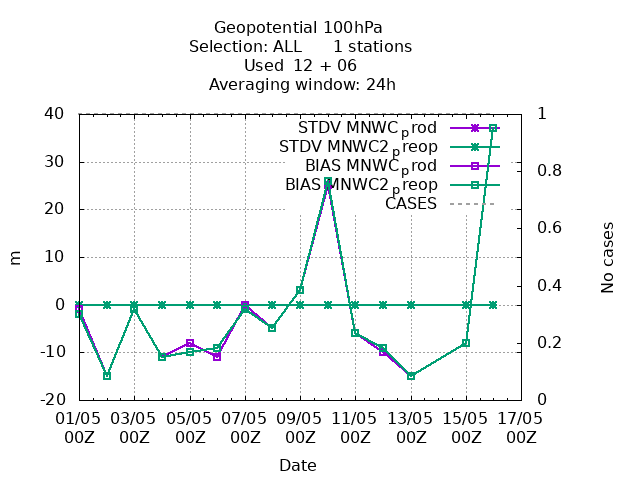 Geopotential 100hPa
Selection: ALL 1 stations
Used 12 + 06
Averaging window: 24h
40
30
20
10
0
-10
-20
m
1
0.8
0.6
0.4
0.2
0
No cases
STDV MNWC_prod
STDV MNWC2_preop
BIAS MNWC_prod
BIAS MNWC2_preop
CASES
01/05 03/05 05/05 07/05 09/05 11/05 13/05 15/05 17/05
00Z 00Z 00Z 00Z 00Z 00Z 00Z 00Z 00Z
Date